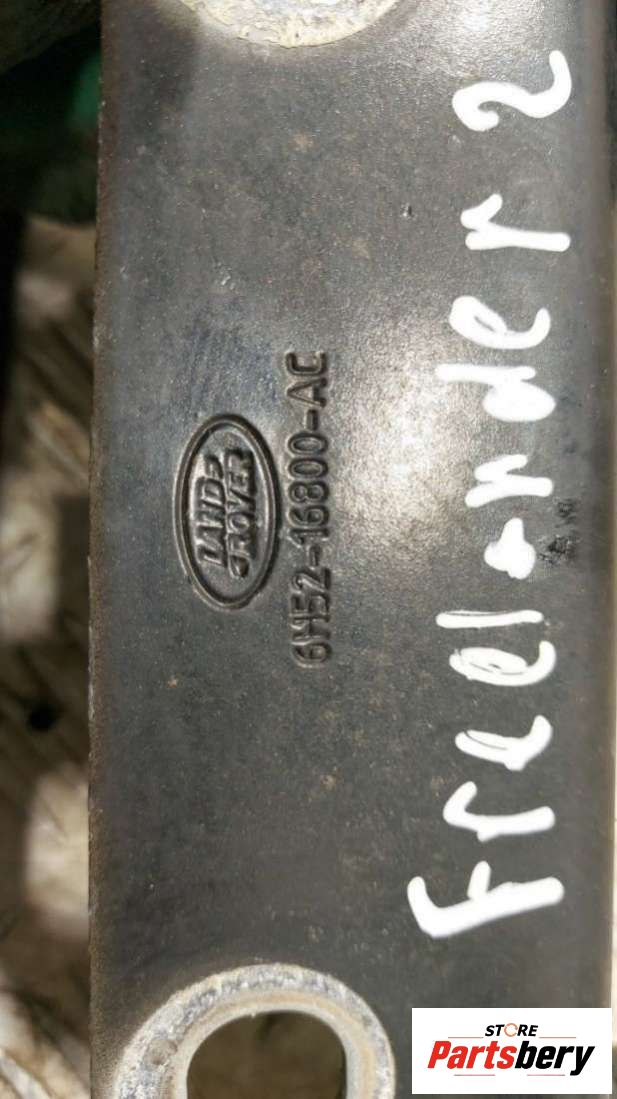 LAND
ROVER
6H52-16800-AC
Freelander 2
STORE
Partsbery